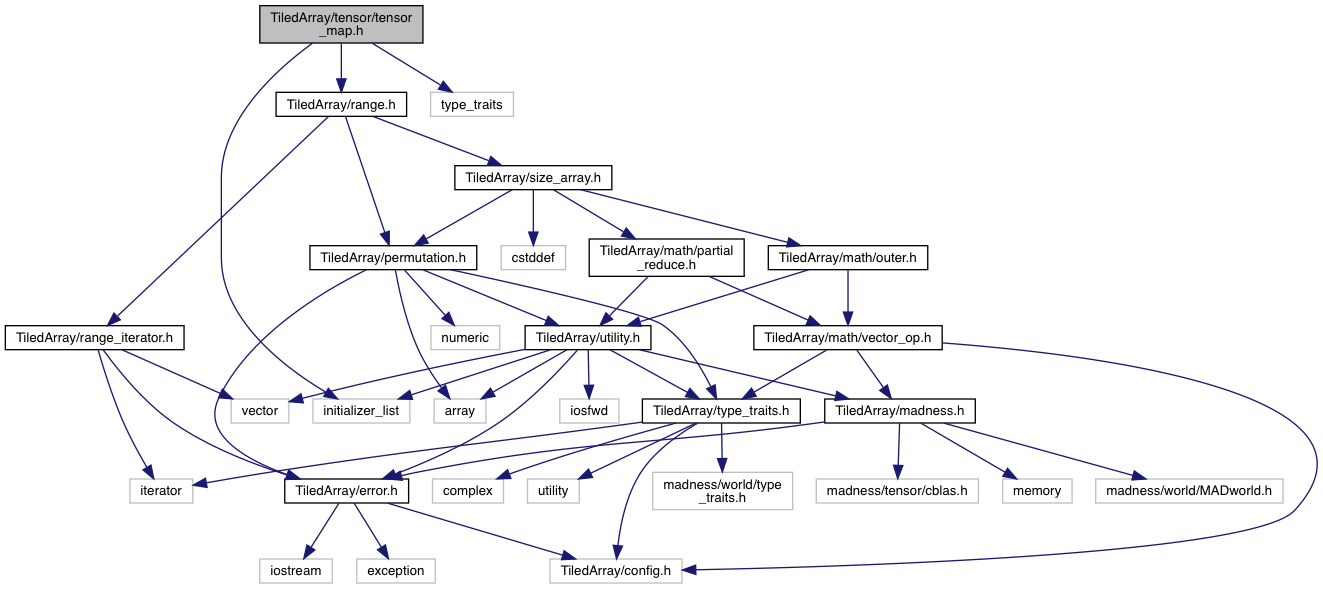 TiledArray/tensor/tensor
_map.h
TiledArray/range.h
type_traits
TiledArray/size_array.h
TiledArray/permutation.h
cstddef
TiledArray/math/partial
_reduce.h
TiledArray/math/outer.h
TiledArray/range_iterator.h
numeric
TiledArray/utility.h
TiledArray/math/vector_op.h
vector
initializer_list
array
iosfwd
TiledArray/type_traits.h
TiledArray/madness.h
iterator
TiledArray/error.h
complex
utility
madness/world/type
_traits.h
madness/tensor/cblas.h
memory
madness/world/MADworld.h
iostream
exception
TiledArray/config.h